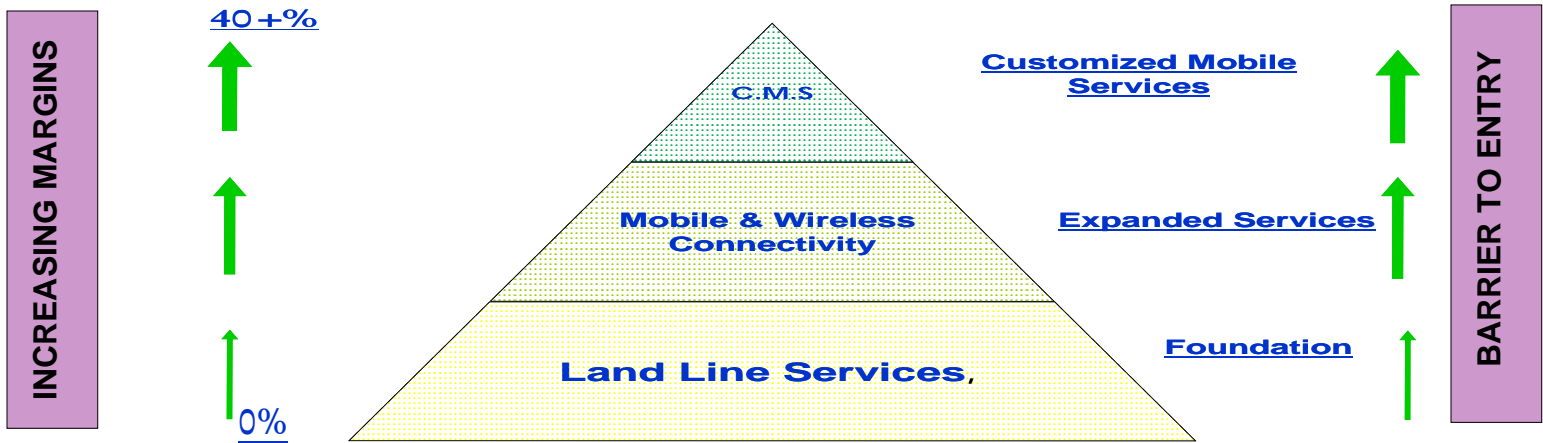 INCREASING MARGINS
40+%
0%
C.M.S
Mobile & Wireless
Connectivity
Land Line Services,
Customized Mobile
Services
Expanded Services
Foundation
BARRIER TO ENTRY